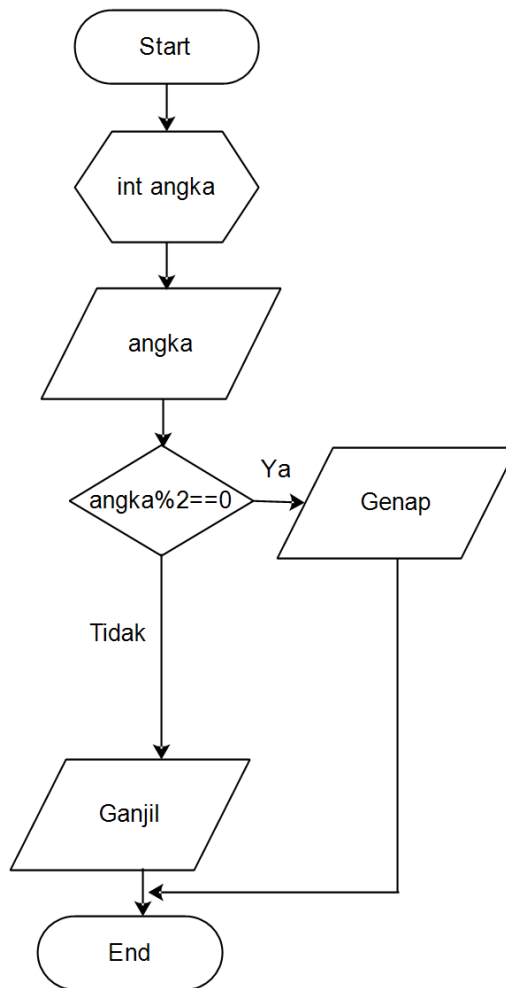 Start
int angka
angka
angka%2==0
Ya
Genap
Tidak
Ganjil
End